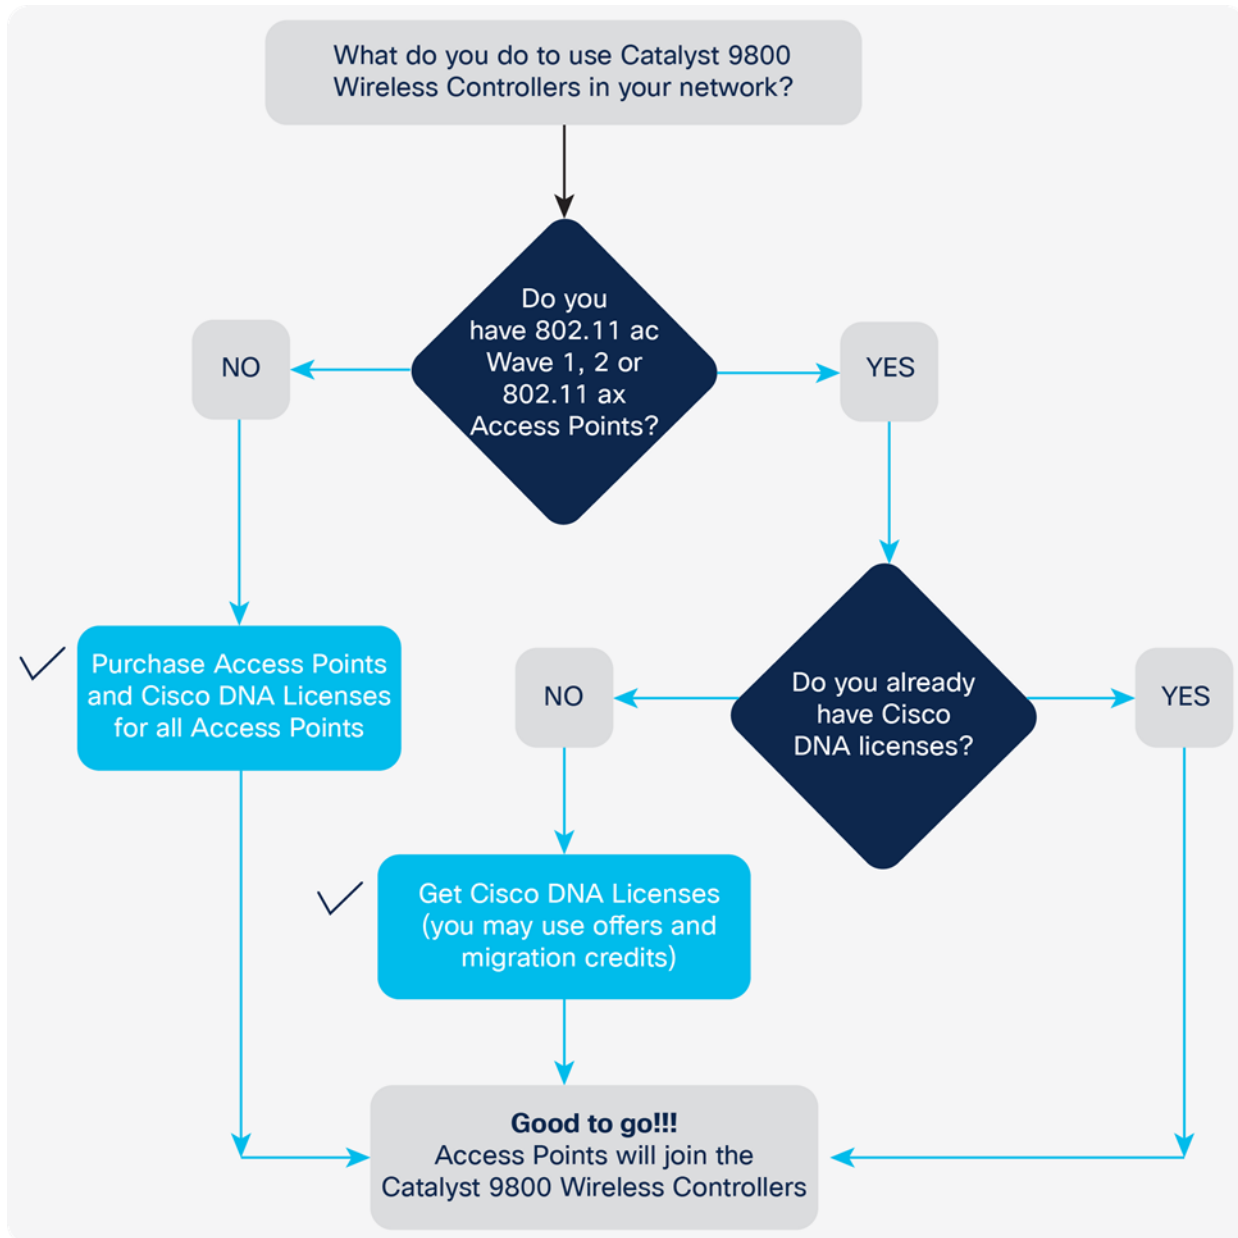 What do you do to use Catalyst 9800
Wireless Controllers in your network?
Do you
have 802.11 ac
Wave 1, 2 or
802.11 ax
Access Points?
NO
YES
Purchase Access Points
and Cisco DNA Licenses
for all Access Points
NO
Do you already
have Cisco
DNA licenses?
YES
Get Cisco DNA Licenses
(you may use offers and
migration credits)
Good to go!!!
Access Points will join the
Catalyst 9800 Wireless Controllers